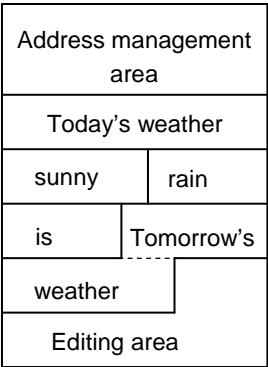 Address management
area
Today's weather
sunny rain
is Tomorrow's
weather
Editing area